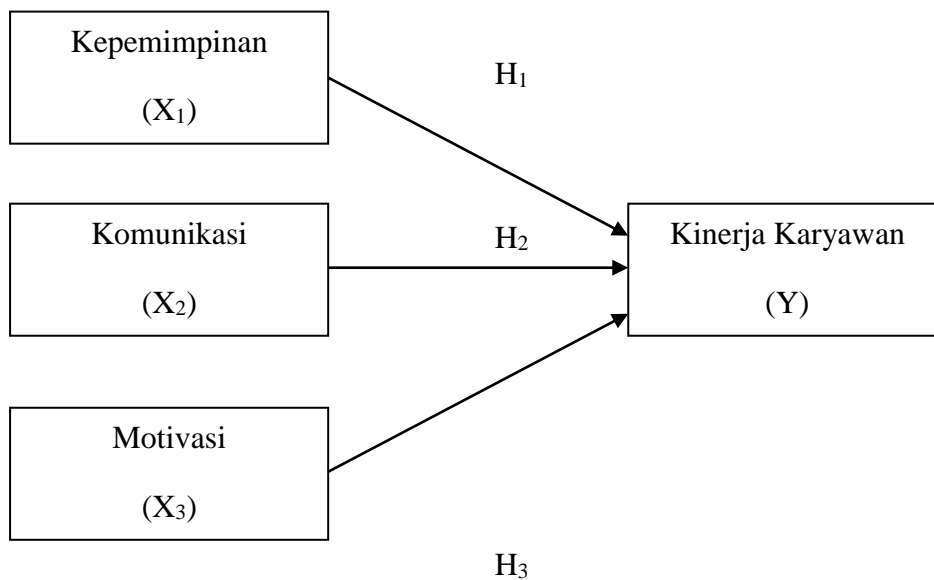 Kepemimpinan
(X₁)
H₁
Komunikasi
(X₂)
H₂
Kinerja Karyawan
(Y)
Motivasi
(X₃)
H₃